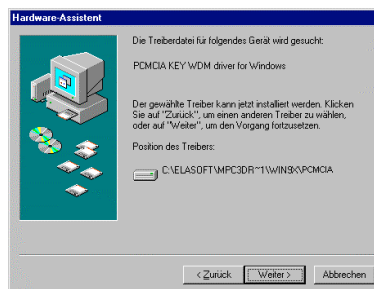 Hardware-Assistent
Die Treiberdatei für folgendes Gerät wird gesucht:
PCMCIA KEY WDM driver for Windows
Der gewählte Treiber kann jetzt installiert werden. Klicken
Sie auf "Zurück", um einen anderen Treiber zu wählen,
oder auf "Weiter", um den Vorgang fortzusetzen.
Position des Treibers:
C:\ELASOFT\MPC3DR~1\WIN9X\PCMCIA
< Zurück Weiter > Abbrechen